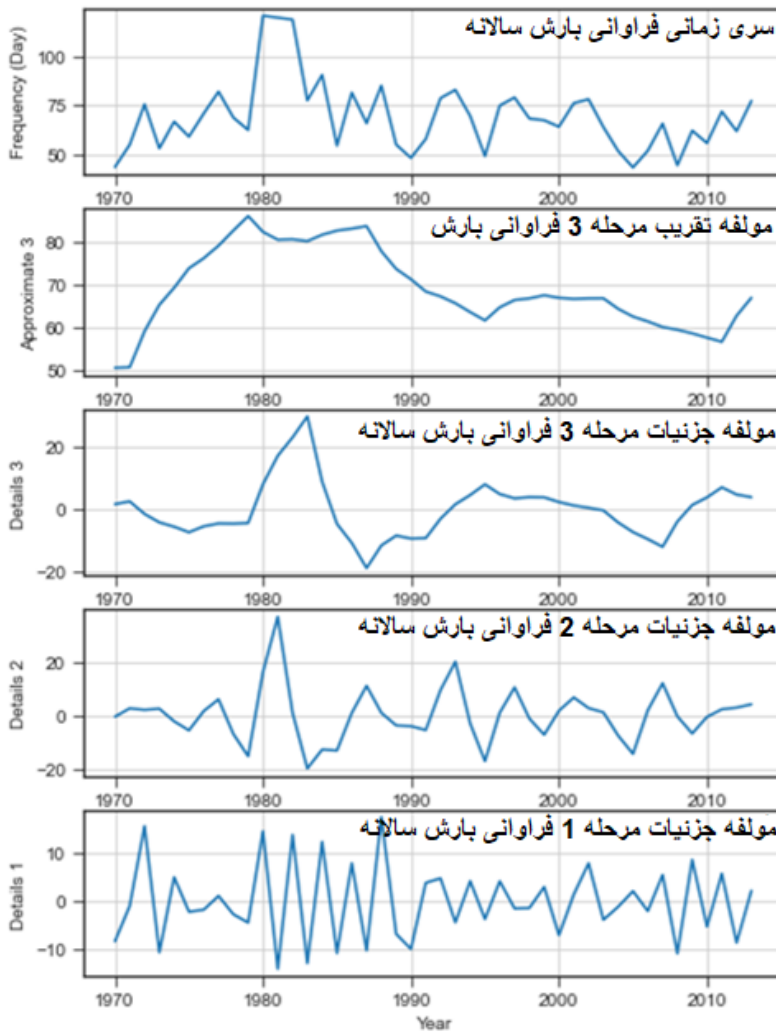 سری زمانی فراوانی بارش سالانه
Frequency (Day)
100
75
50
1970 1980 1990 2000 2010
مولفه تقریب مرحله 3 فراوانی بارش
Approximate 3
80
70
60
50
1970 1980 1990 2000 2010
مولفه جزئیات مرحله 3 فراوانی بارش سالانه
Details 3
20
0
−20
1970 1980 1990 2000 2010
مولفه جزئیات مرحله 2 فراوانی بارش سالانه
Details 2
20
0
−20
1970 1980 1990 2000 2010
مولفه جزئیات مرحله 1 فراوانی بارش سالانه
Details 1
10
0
−10
1970 1980 1990 2000 2010
Year